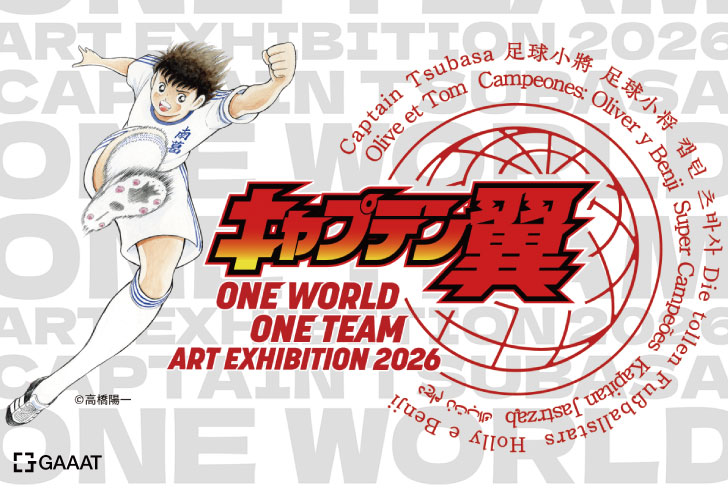 ART EXHIBITION 2026
CAPTAIN TSUBASA
ONE WORLD
ONE TEAM
ART EXHIBITION 2026
CAPTAIN TSUBASA
ONE WORLD
Captain Tsubasa 足球小將 足球小将 캡틴 츠바사 Die tollen Fußballstars Holly e Benji
Olive et Tom Campeones: Oliver y Benji Super Campeões Kapitan Jastrząb
南葛
キャプテン翼
ONE WORLD
ONE TEAM
ART EXHIBITION 2026
©高橋陽一
GAAAT